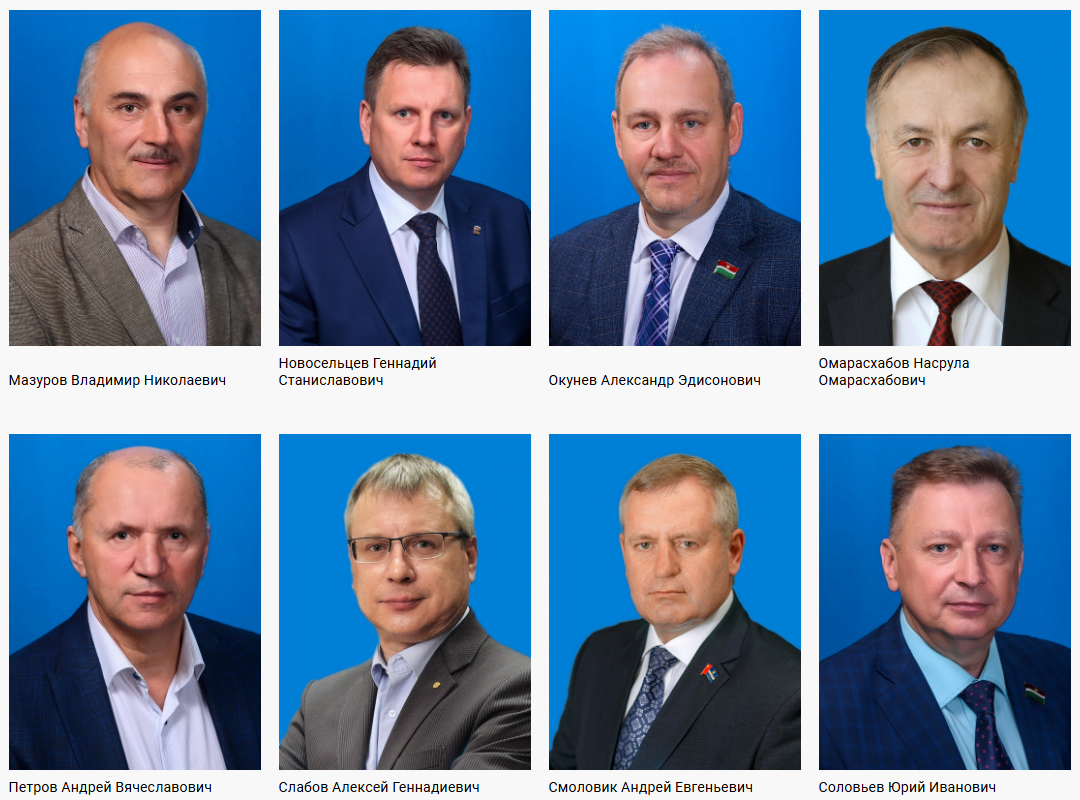 Мазуров Владимир Николаевич
Новосельцев Геннадий
Станиславович
Окунев Александр Эдисонович
Омарасхабов Насрула
Омарасхабович
Петров Андрей Вячеславович
Слабов Алексей Геннадиевич
Смоловик Андрей Евгеньевич
Соловьев Юрий Иванович